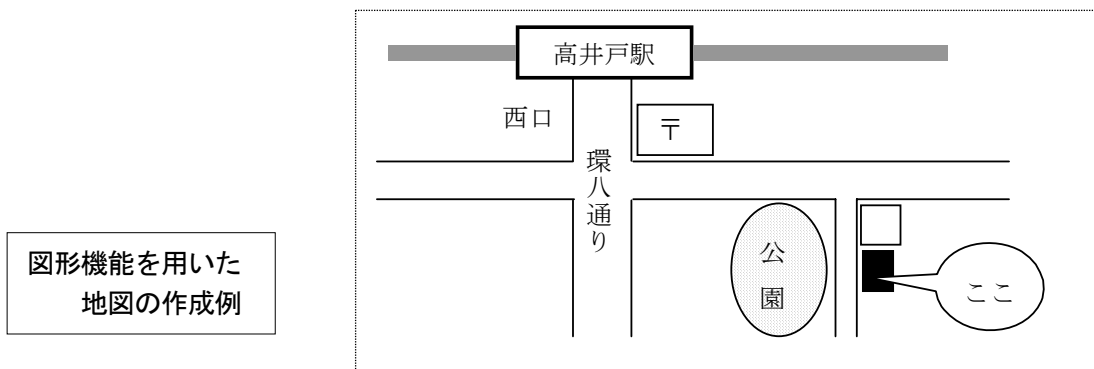 高井戸駅
西口
〒
環八通り
公園
ここ
図形機能を用いた
地図の作成例